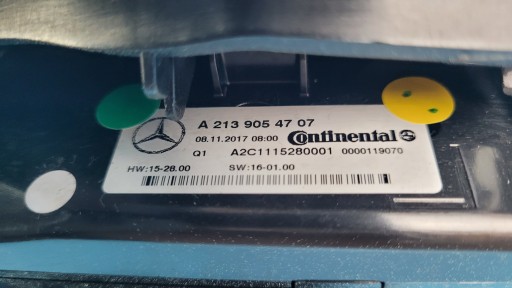 A 213 905 47 07
08.11.2017 08:00 Continental
Q1 A2C1115280001 0000119070
HW:15-28.00 SW:16-01.00